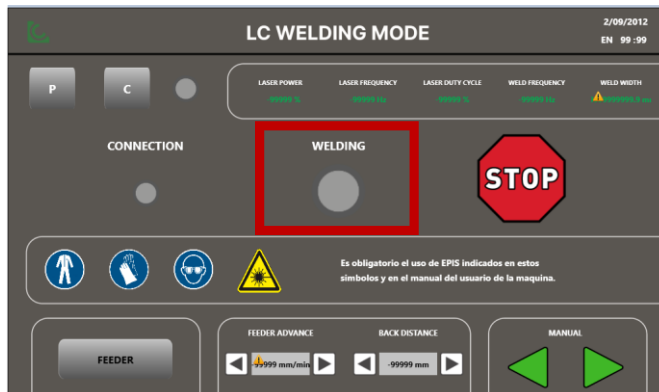 LC WELDING MODE
2/09/2012
EN 99:99
P
C
LASER POWER
LASER FREQUENCY
LASER DUTY CYCLE
WELD FREQUENCY
WELD WIDTH
99999 %
99999 Hz
99999 %
99999 Hz
CONNECTION
WELDING
STOP
Es obligatorio el uso de EPIS indicados en estos
simbolos y en el manual del usuario de la maquina.
FEEDER
FEEDER ADVANCE
BACK DISTANCE
MANUAL
mm/min
-99999 mm